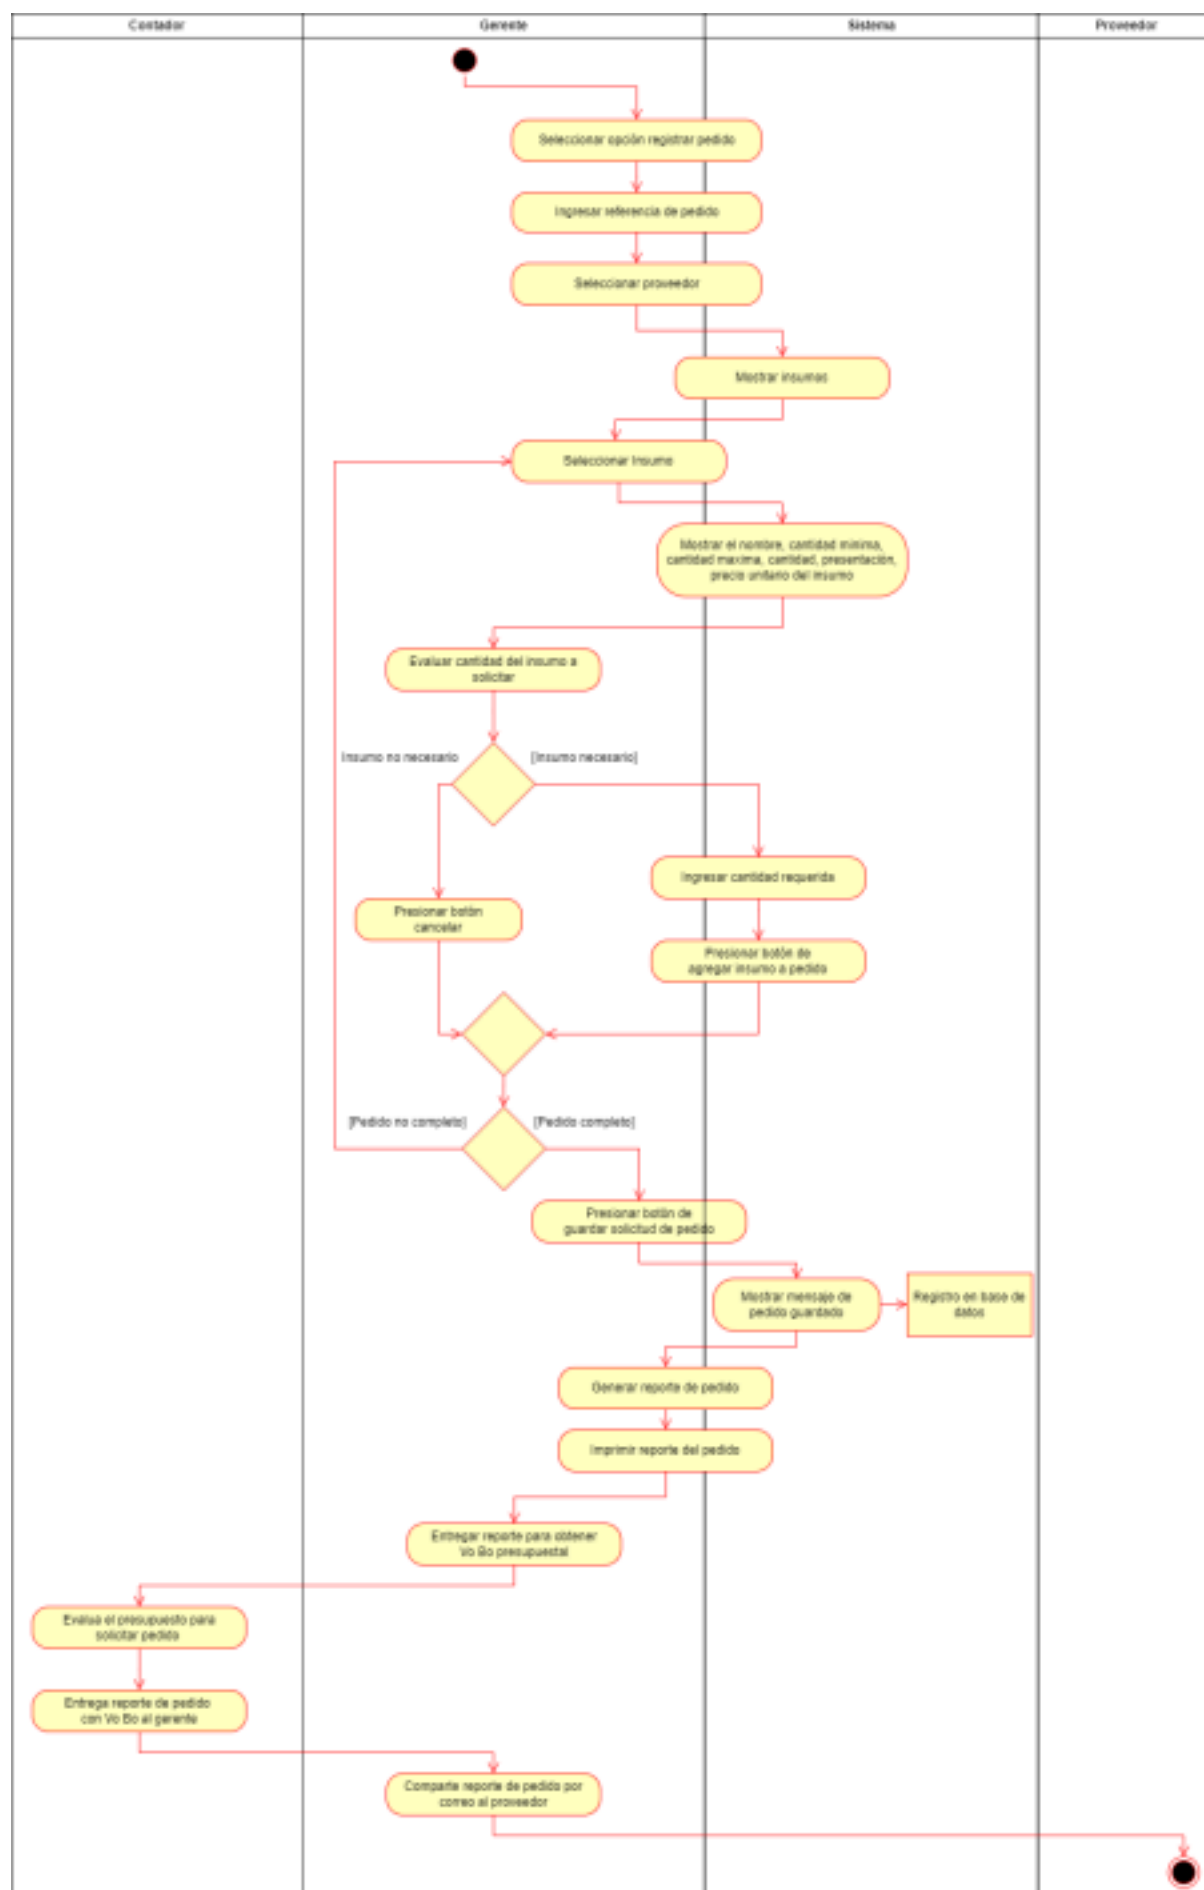 Contador
Gerente
Sistema
Proveedor
Seleccionar opción registrar pedido
Ingresar referencia de pedido
Seleccionar proveedor
Mostrar insumos
Seleccionar Insumo
Mostrar el nombre, cantidad minima,
cantidad maxima, cantidad, presentación,
precio unitario del insumo
Evaluar cantidad del insumo a
solicitar
Insumo no necesario
[Insumo necesario]
Ingresar cantidad requerida
Presionar botón
cancelar
Presionar botón de
agregar insumo a pedido
[Pedido no completo]
[Pedido completo]
Presionar botón de
guardar solicitud de pedido
Mostrar mensaje de
pedido guardado
Registro en base de
datos
Generar reporte de pedido
Imprimir reporte del pedido
Entregar reporte para obtener
Vo Bo presupuestal
Evalua el presupuesto para
solicitar pedido
Entrega reporte de pedido
con Vo Bo al gerente
Comparte reporte de pedido por
correo al proveedor